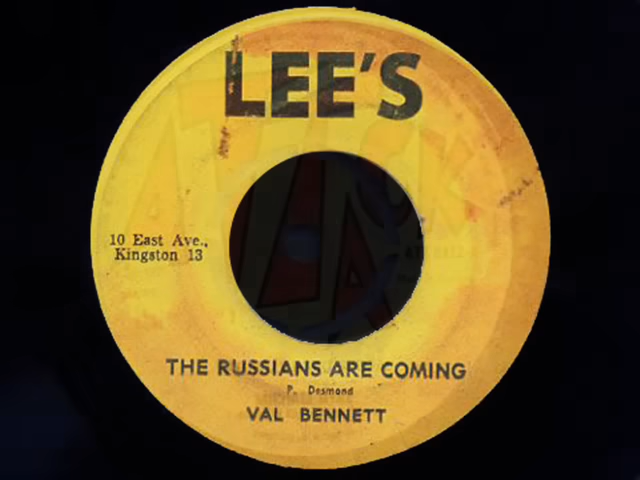 LEE'S
10 East Ave.,
Kingston 13
THE RUSSIANS ARE COMING
P. Desmond
VAL BENNETT